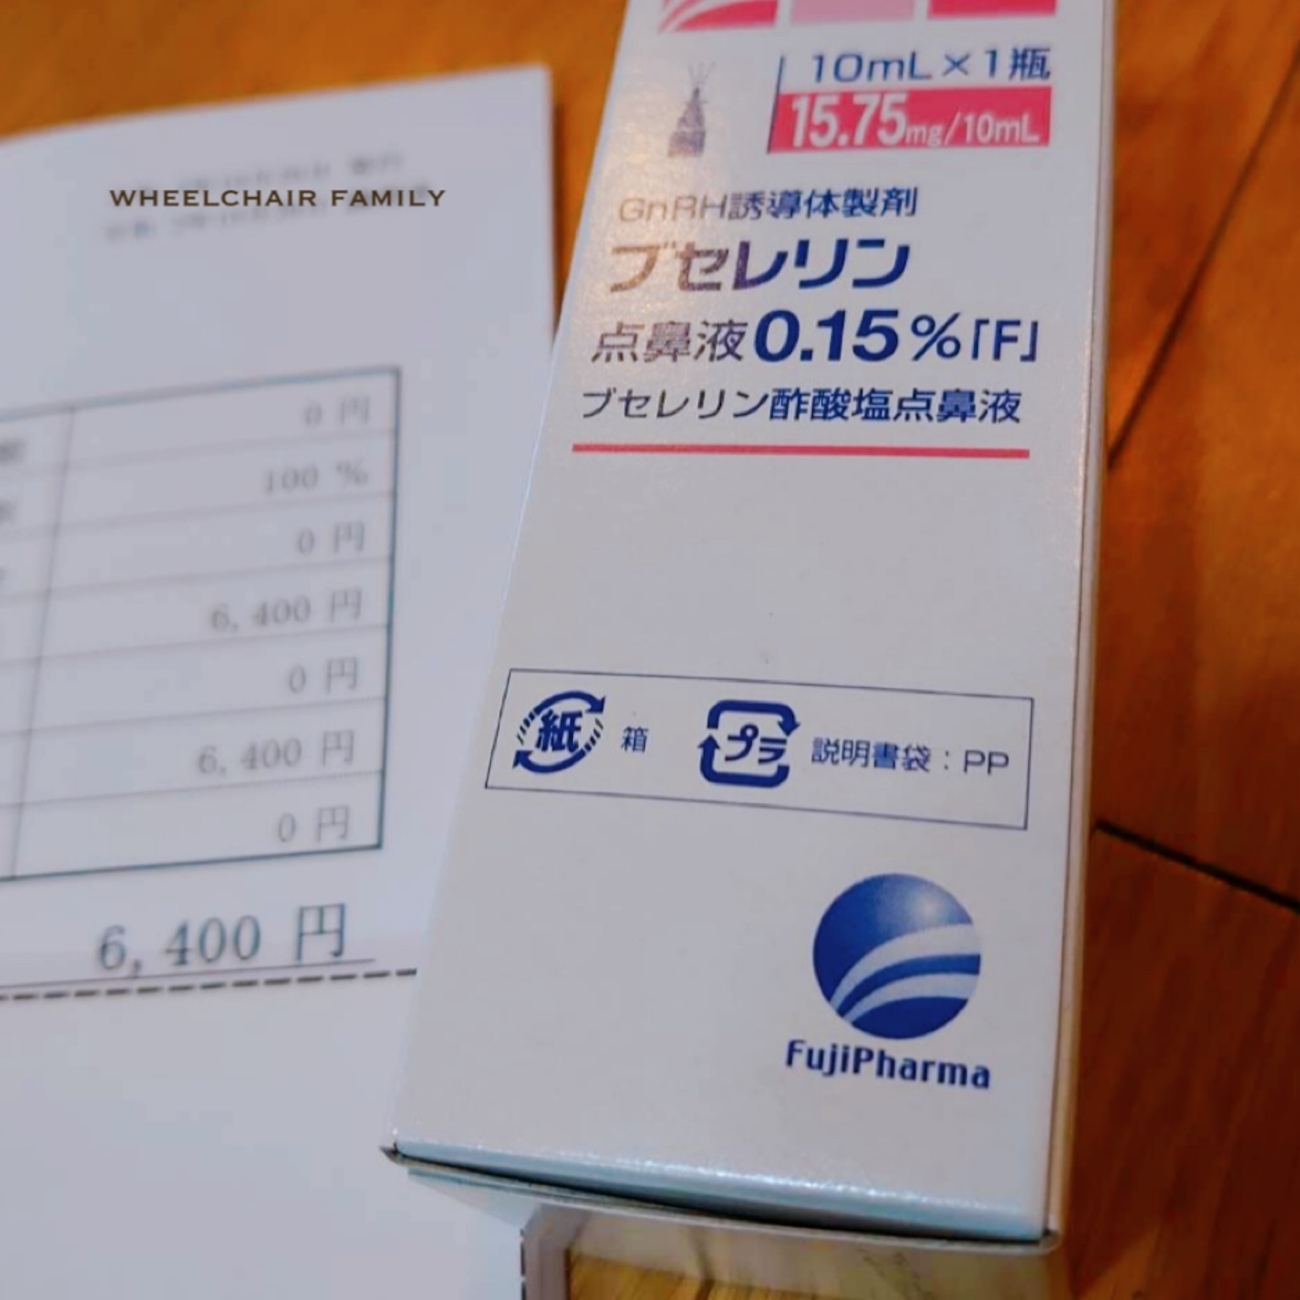 WHEELCHAIR FAMILY
0 円
100 %
0 円
6,400 円
0 円
6,400 円
0 円
6,400 円
10mL×1瓶
15.75mg/10mL
GnRH誘導体製剤
ブセレリン
点鼻液0.15%「F」
ブセレリン酢酸塩点鼻液
紙 箱 プラ 説明書袋:PP
FujiPharma